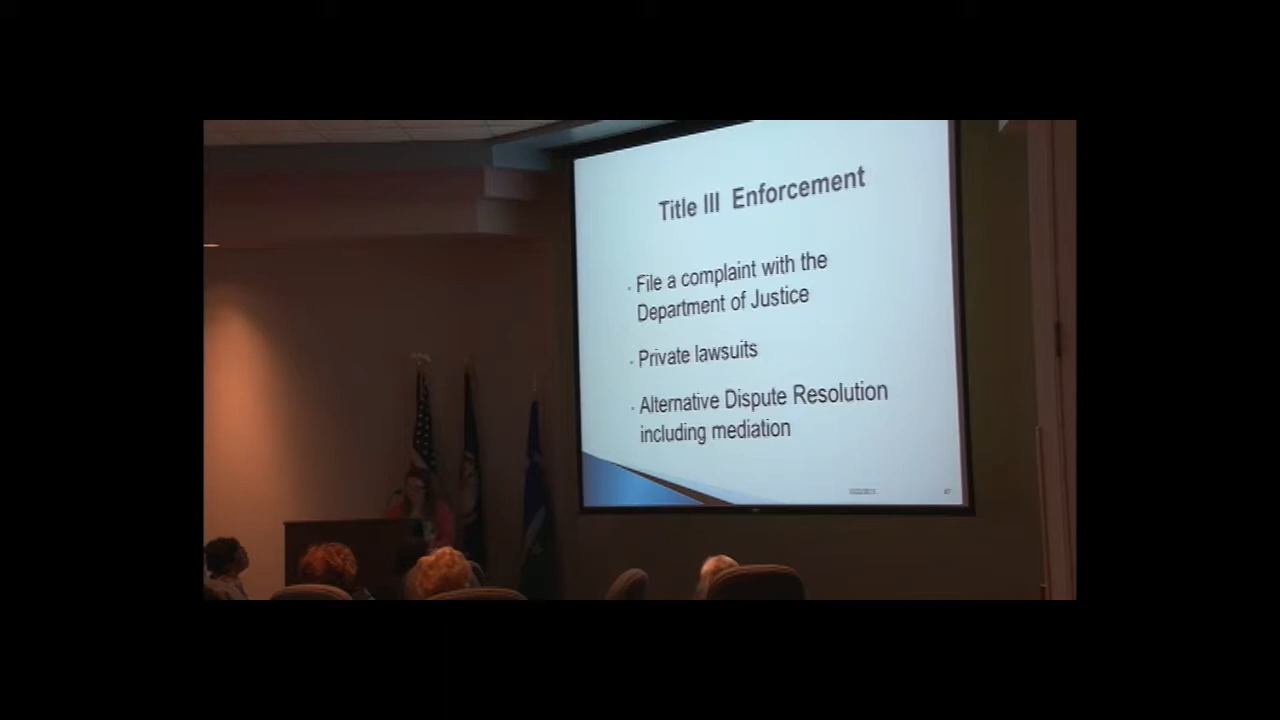 Title III Enforcement
File a complaint with the
Department of Justice
Private lawsuits
Alternative Dispute Resolution
including mediation